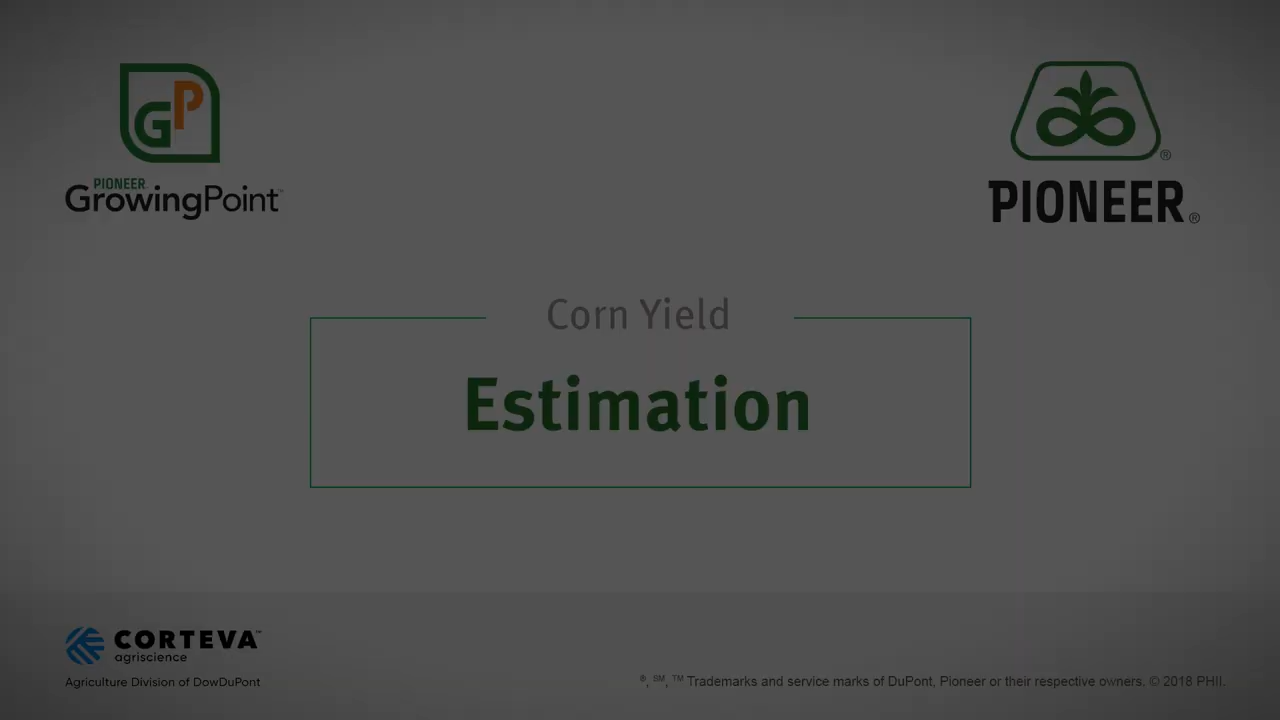 GP
PIONEER™
GrowingPoint™
PIONEER®
Corn Yield
Estimation
CORTEVA™
agriscience
Agriculture Division of DowDuPont
®, SM, TM Trademarks and service marks of DuPont, Pioneer or their respective owners. © 2018 PHII.